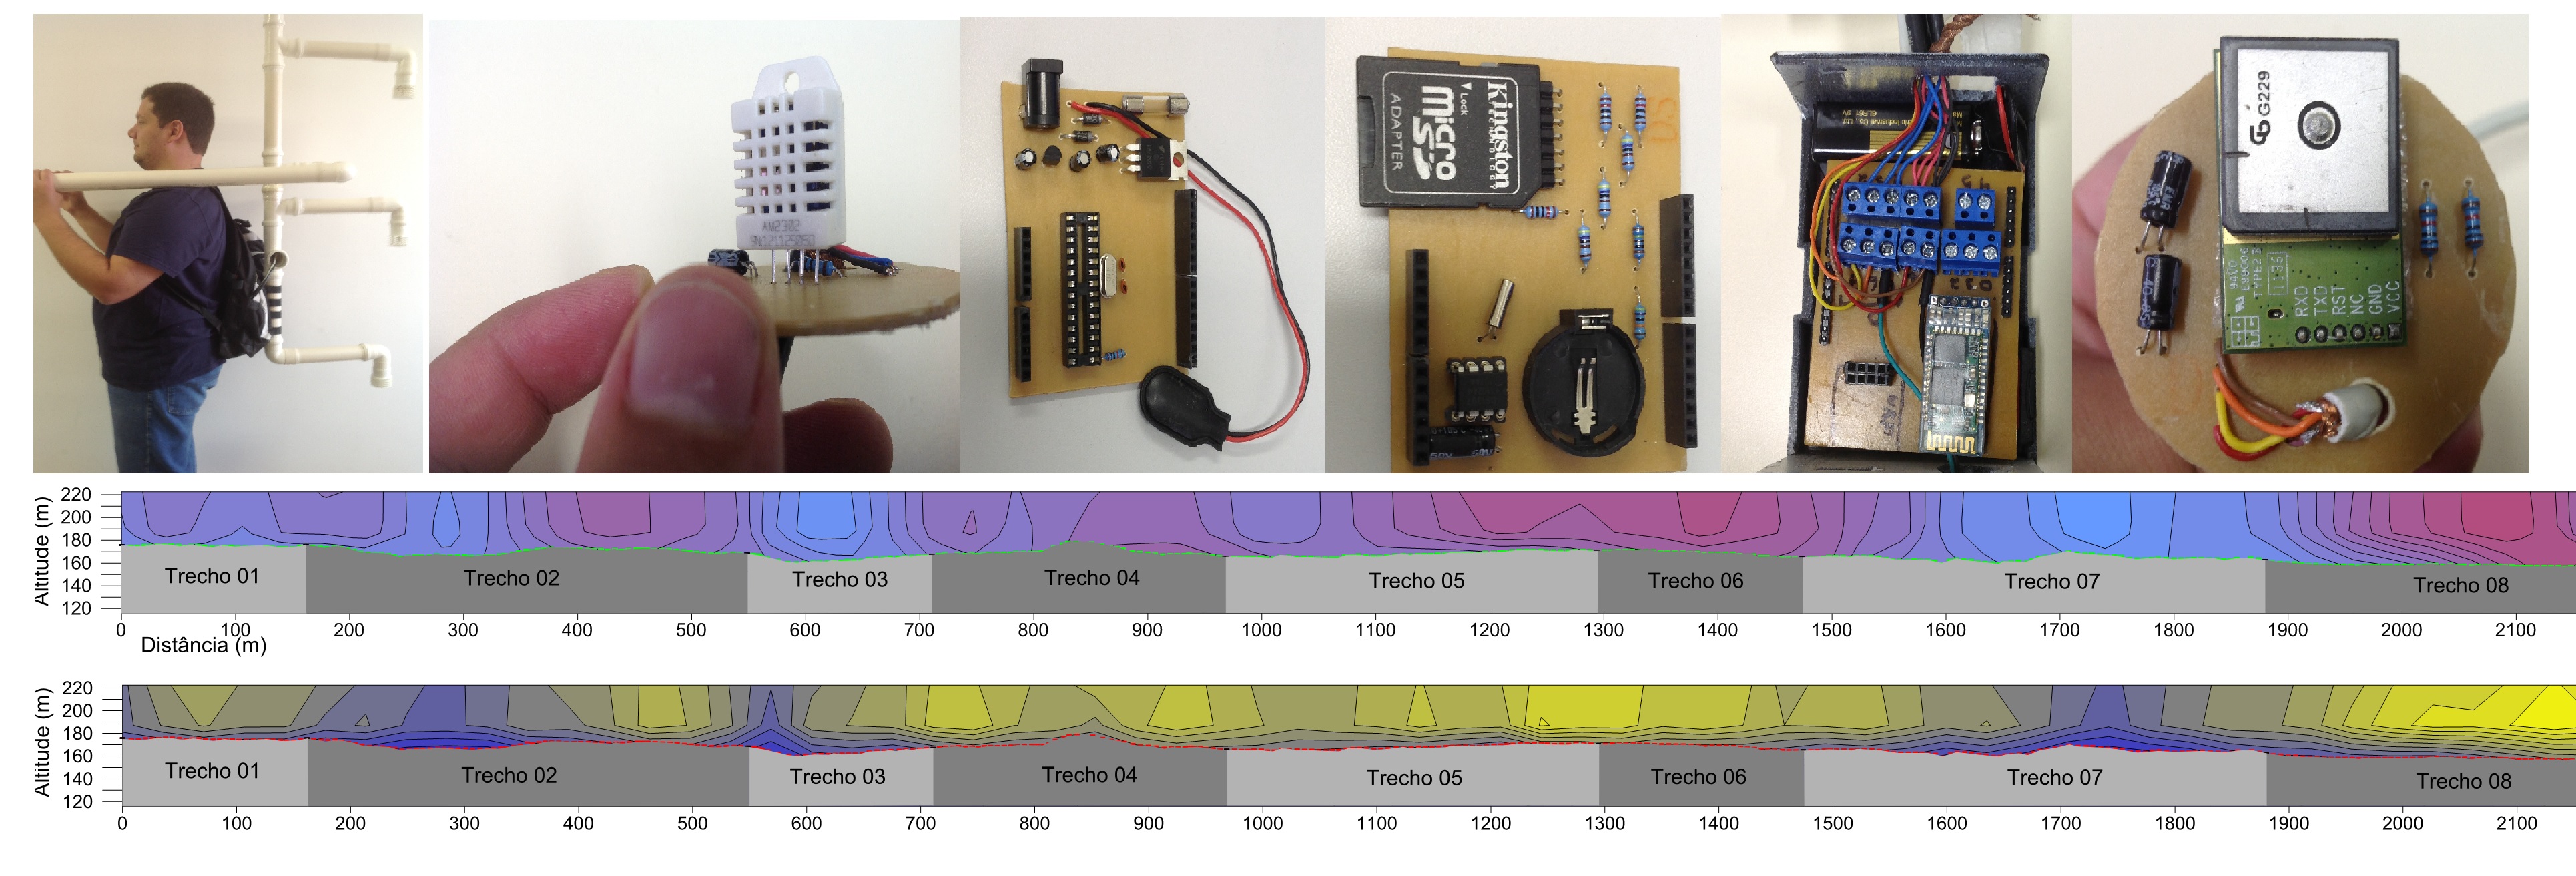 AM2302
Kingston
TECHNOLOGY
Lock
micro
SD
ADAPTER
G229
94CO
E99006
TYPE2
RXD
TXD
RST
NC
GND
VCC
50V
Altitude (m)
220
200
180
160
140
120
Trecho 01
Trecho 02
Trecho 03
Trecho 04
Trecho 05
Trecho 06
Trecho 07
Trecho 08
0 100 200 300 400 500 600 700 800 900 1000 1100 1200 1300 1400 1500 1600 1700 1800 1900 2000 2100
Distância (m)
Altitude (m)
220
200
180
160
140
120
Trecho 01
Trecho 02
Trecho 03
Trecho 04
Trecho 05
Trecho 06
Trecho 07
Trecho 08
0 100 200 300 400 500 600 700 800 900 1000 1100 1200 1300 1400 1500 1600 1700 1800 1900 2000 2100